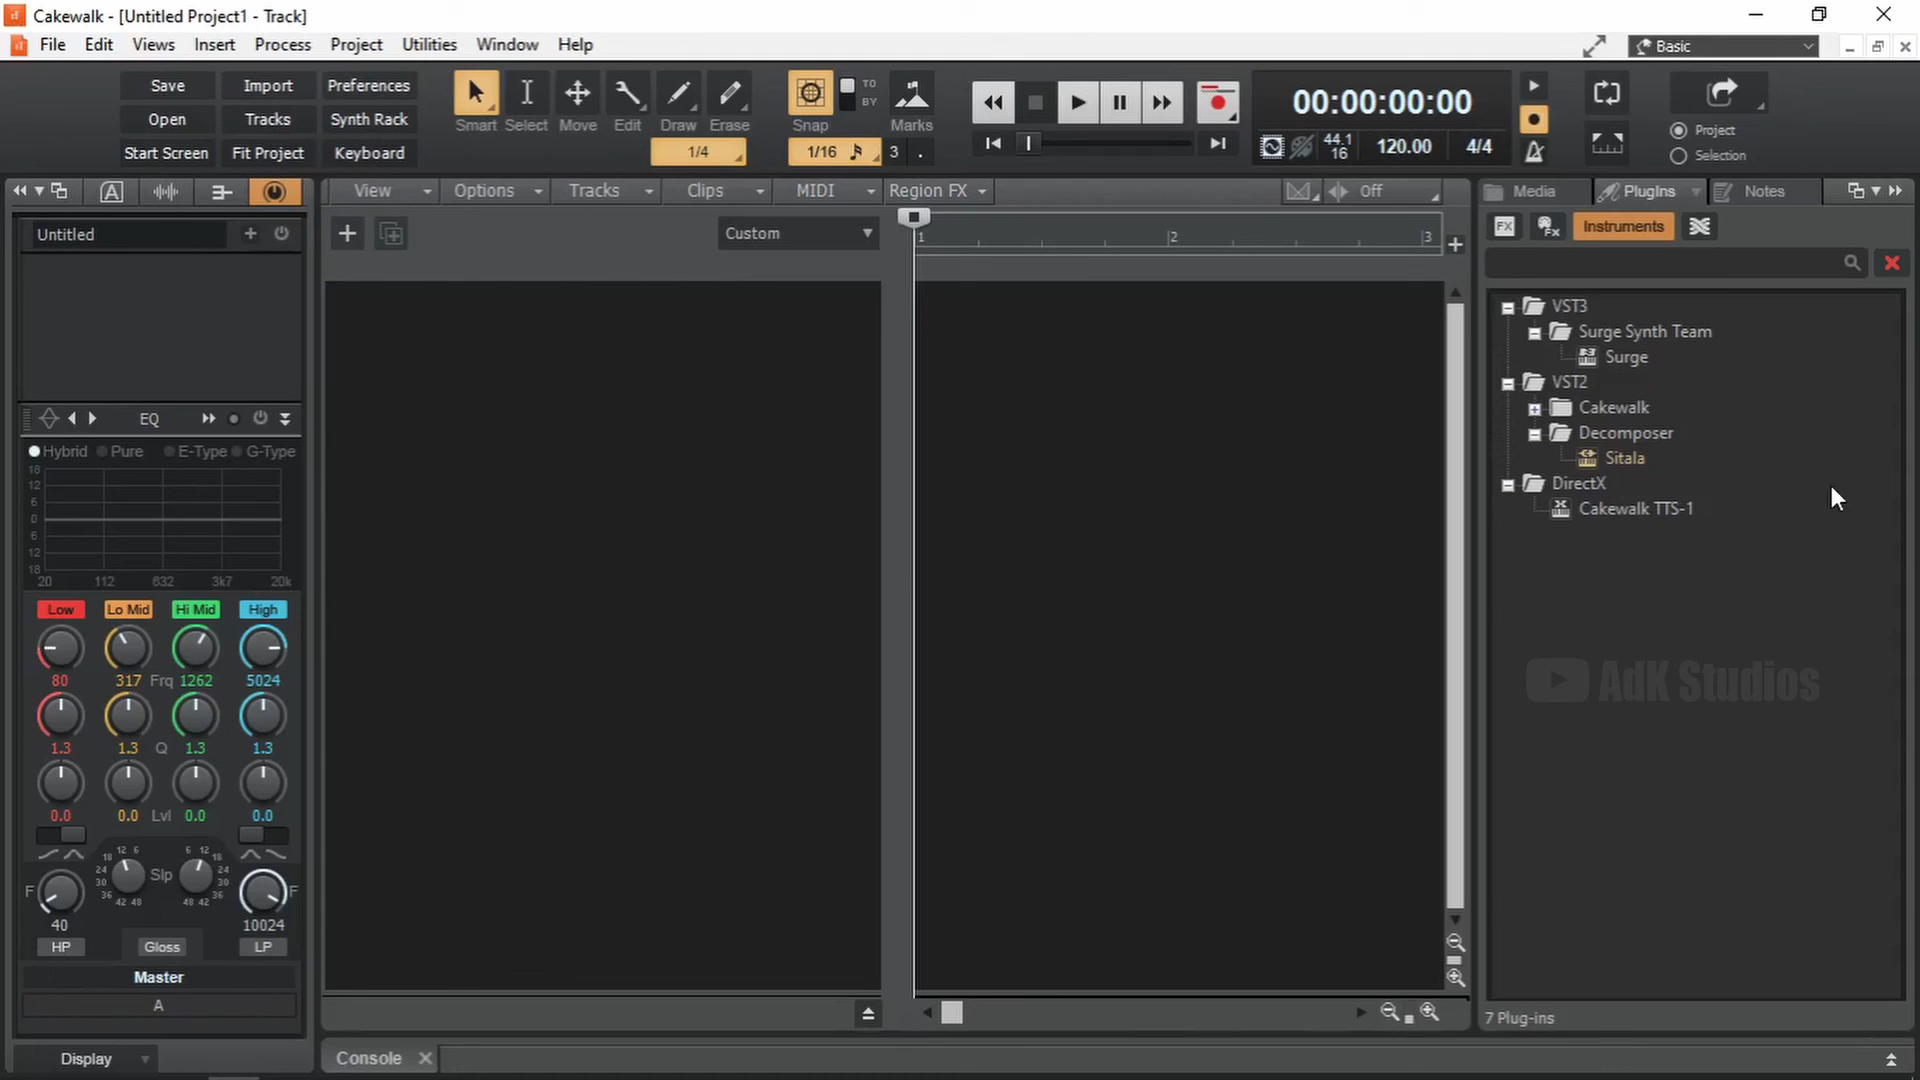 Cakewalk - [Untitled Project1 - Track]
File Edit Views Insert Process Project Utilities Window Help
Basic
Save Import Preferences
Open Tracks Synth Rack
Start Screen Fit Project Keyboard
Smart Select Move Edit Draw Erase
1/4
Snap
TO
BY
Marks
1/16 3 .
00:00:00:00
44.1
16
120.00 4/4
Project
Selection
View Options Tracks Clips MIDI Region FX
Off
Media PlugIns Notes
Untitled
Custom
1 2 3
FX Fx Instruments
VST3
Surge Synth Team
Surge
VST2
Cakewalk
Decomposer
Sitala
DirectX
Cakewalk TTS-1
EQ
Hybrid Pure E-Type G-Type
18
12
6
0
6
12
18
20 112 632 3k7 20k
Low Lo Mid Hi Mid High
80 317 Frq 1262 5024
1.3 1.3 Q 1.3 1.3
0.0 0.0 Lvl 0.0 0.0
12 6 6 12
18 18
24 24
30 Slp 30
36 36
42 48 48 42
F F
40 10024
HP Gloss LP
Master
A
Display
Console
AdK Studios
7 Plug-ins